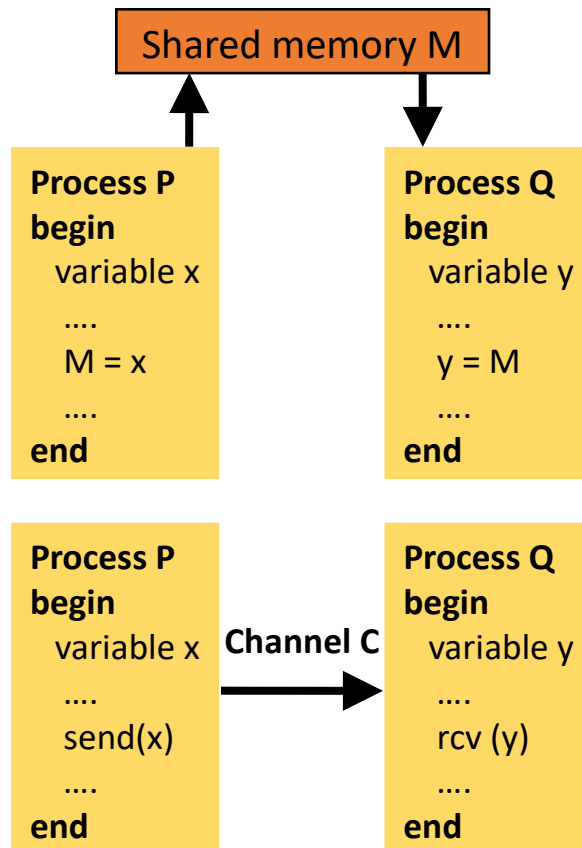 Shared memory M
Process P
begin
variable x
....
M = x
....
end
Process Q
begin
variable y
....
y = M
....
end
Process P
begin
variable x
....
send(x)
....
end
Channel C
Process Q
begin
variable y
....
rcv (y)
....
end